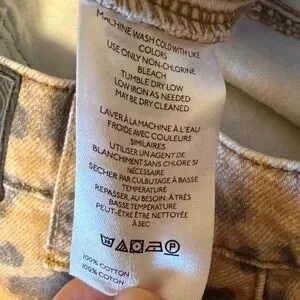 MACHINE WASH COLD WITH LIKE
COLORS
USE ONLY NON-CHLORINE
BLEACH
TUMBLE DRY LOW
LOW IRON AS NEEDED
MAY BE DRY CLEANED
LAVER À LA MACHINE À L'EAU
FROIDE AVEC COULEURS
SIMILAIRES
UTILISER UN AGENT DE
BLANCHIMENT SANS CHLORE SI
NÉCESSAIRE
SECHER PAR CULBUTAGE À BASSE
TEMPERATURE
REPASSER, AU BESOIN, À TRÈS
BASSE TEMPÉRATURE
PEUT-ÊTRE ÊTRE NETTOYÉE
À SEC
P
100% COTTON
100% COTON